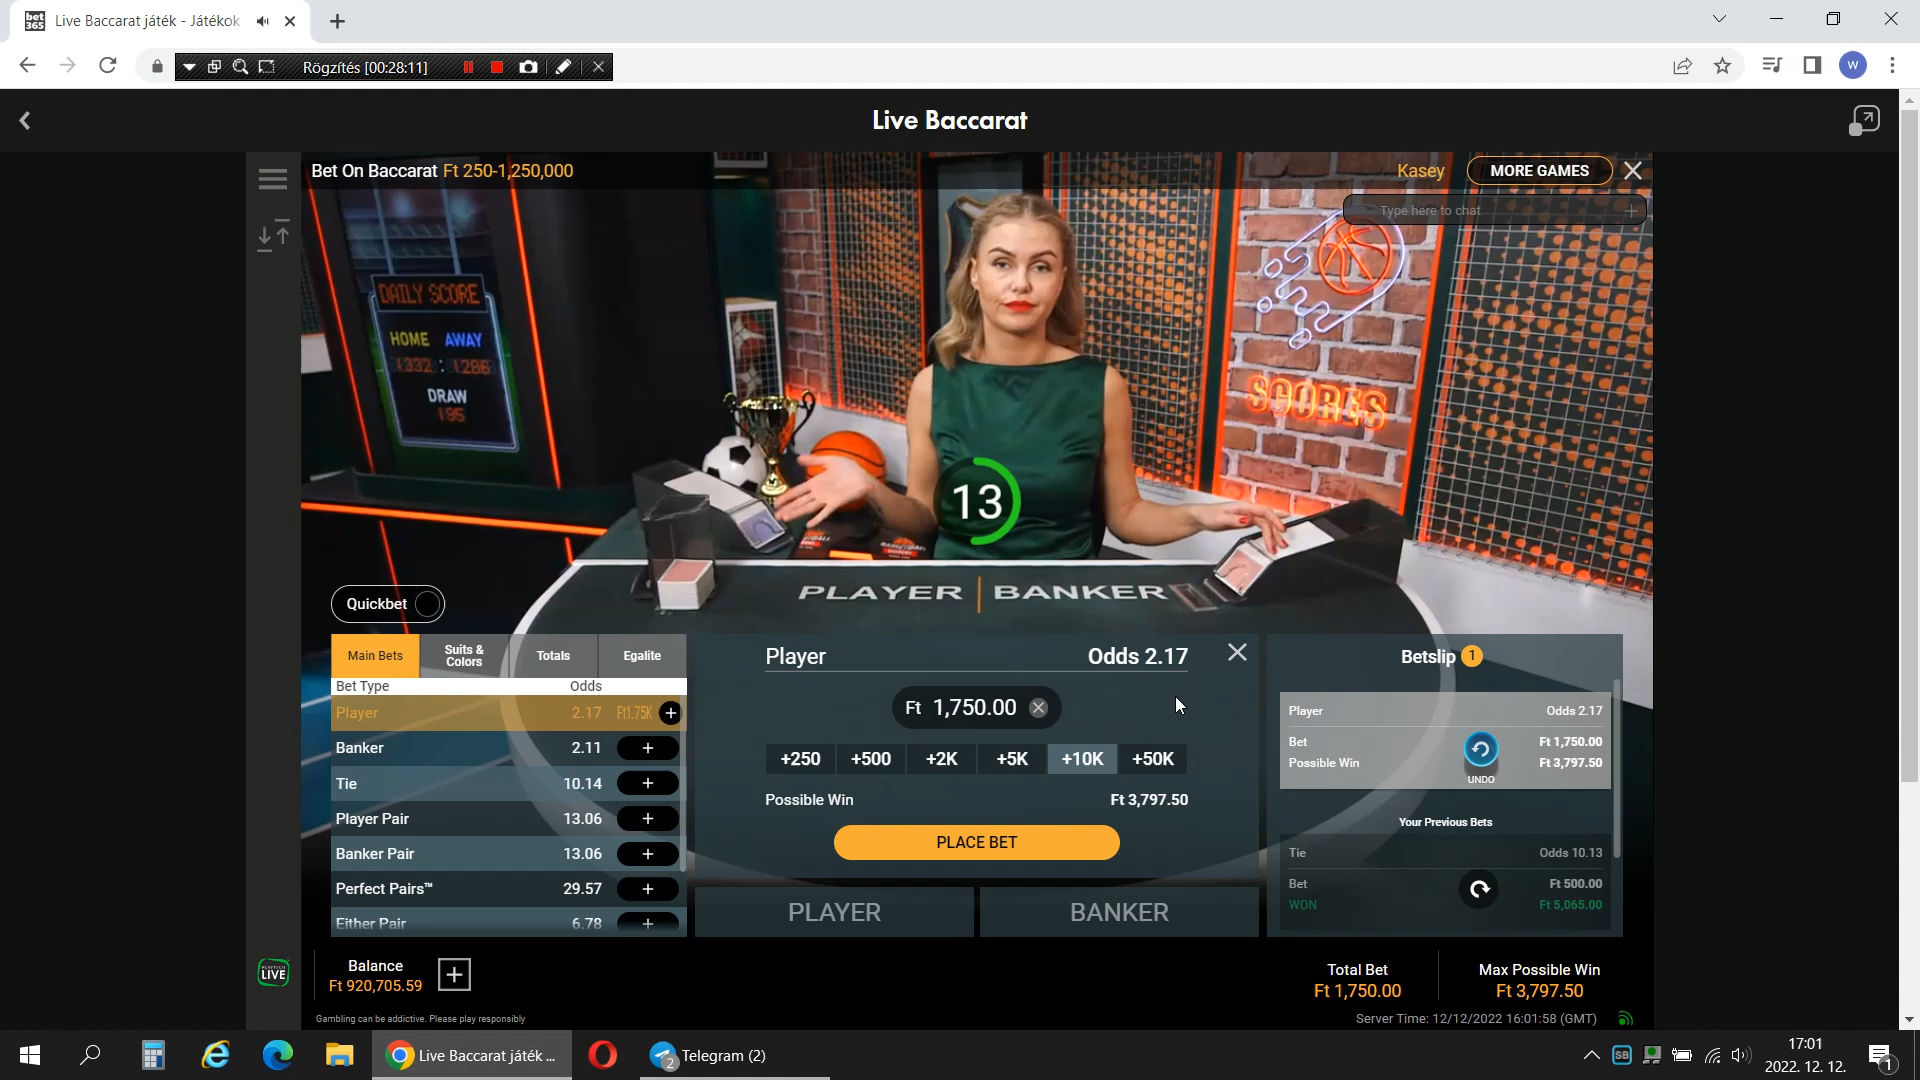 bet365
Live Baccarat játék - Játékok
Rögzítés [00:28:11]
W
Live Baccarat
Bet On Baccarat Ft 250-1,250,000
Kasey
MORE GAMES
Type here to chat
DAILY SCORE
HOME AWAY
1332 : 1286
DRAW
195
SCORES
13
PLAYER | BANKER
Quickbet
Main Bets
Suits & Colors
Totals
Egalite
Bet Type Odds
Player 2.17 Ft1.75K +
Banker 2.11 +
Tie 10.14 +
Player Pair 13.06 +
Banker Pair 13.06 +
Perfect Pairs™ 29.57 +
Either Pair 6.78 +
Player Odds 2.17
Ft 1,750.00
+250 +500 +2K +5K +10K +50K
Possible Win Ft 3,797.50
PLACE BET
PLAYER BANKER
Betslip 1
Player Odds 2.17
Bet Ft 1,750.00
Possible Win Ft 3,797.50
UNDO
Your Previous Bets
Tie Odds 10.13
Bet Ft 500.00
WON Ft 5,065.00
PLAYTECH LIVE
Balance
Ft 920,705.59
Total Bet
Ft 1,750.00
Max Possible Win
Ft 3,797.50
Gambling can be addictive. Please play responsibly
Server Time: 12/12/2022 16:01:58 (GMT)
Live Baccarat játék ...
2
Telegram (2)
SB
17:01
2022. 12. 12.
1